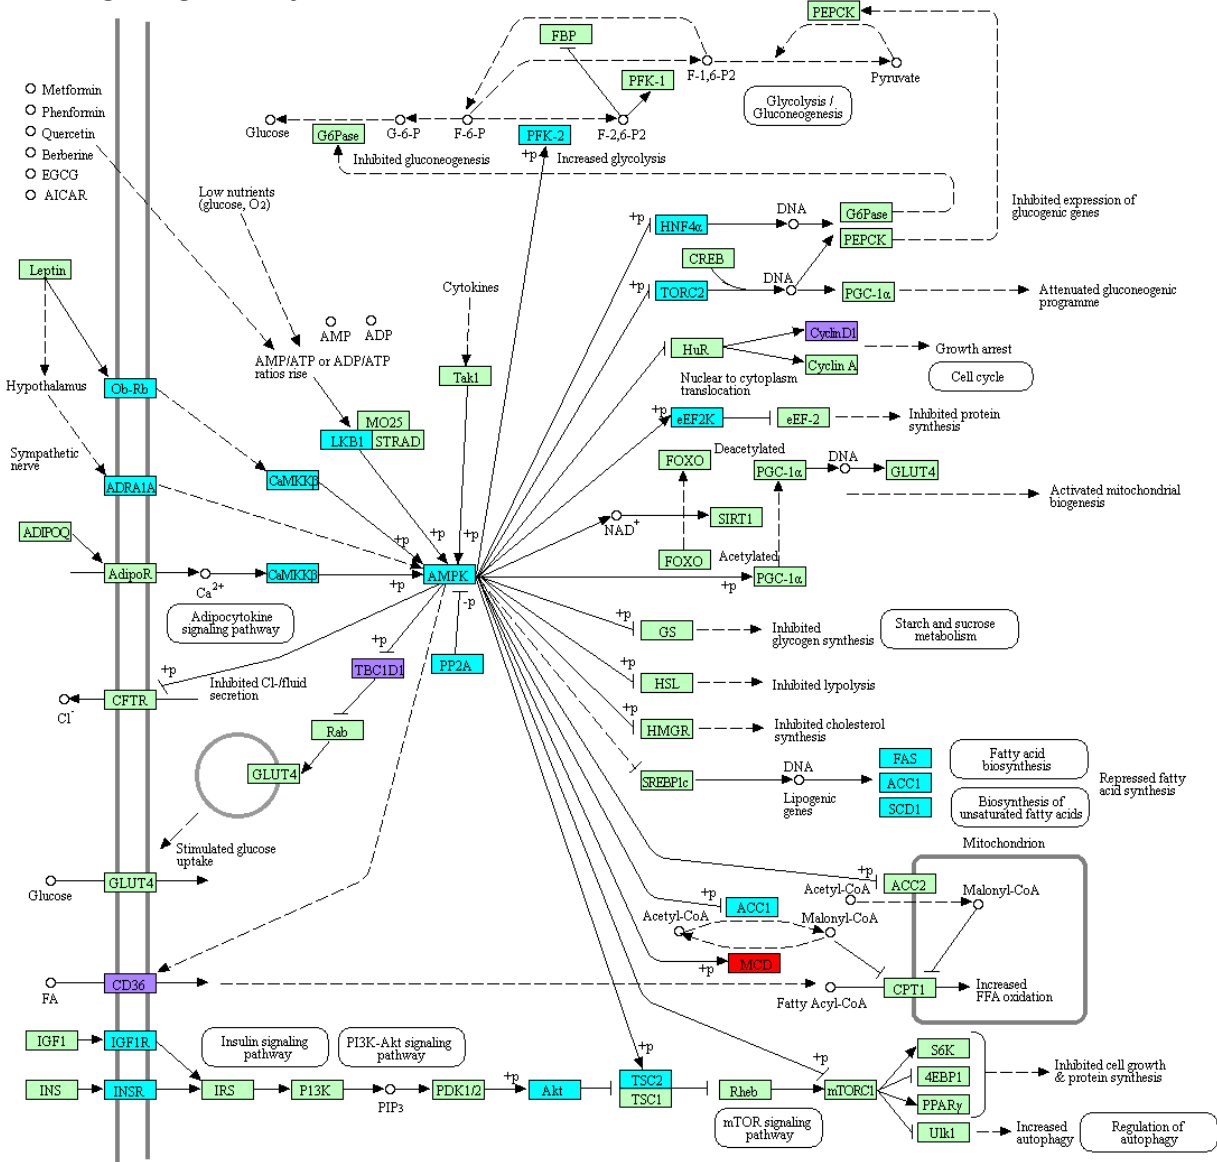 PEPCK
FBP
F-1,6-P2
Pyruvate
PFK-1
Glycolysis /
Gluconeogenesis
Metformin
Phenformin
Quercetin
Berberine
EGCG
AICAR
Glucose
G6Pase
G-6-P
F-6-P
PFK-2
F-2,6-P2
+p
Inhibited gluconeogenesis
Increased glycolysis
Low nutrients
(glucose, O2)
Inhibited expression of
glucogenic genes
+p
HNF4α
DNA
G6Pase
PEPCK
CREB
Leptin
Cytokines
+p
TORC2
DNA
PGC-1α
Attenuated gluconeogenic
programme
AMP
ADP
AMP/ATP or ADP/ATP
ratios rise
HuR
CyclinD1
Cyclin A
Growth arrest
Cell cycle
Nuclear to cytoplasm
translocation
Tak1
Hypothalamus
Ob-Rb
MO25
LKB1
STRAD
+p
eEF2K
eEF-2
Inhibited protein
synthesis
Sympathetic
nerve
ADRA1A
CaMKKβ
Deacetylated
FOXO
PGC-1α
DNA
GLUT4
Activated mitochondrial
biogenesis
ADIPOQ
+p
+p
+p
NAD+
SIRT1
FOXO
Acetylated
PGC-1α
+p
AdipoR
Ca2+
CaMKKβ
+p
AMPK
-p
Adipocytokine
signaling pathway
+p
GS
Inhibited
glycogen synthesis
Starch and sucrose
metabolism
+p
TBC1D1
PP2A
+p
Inhibited Cl-/fluid
secretion
CFTR
Cl-
+p
HSL
Inhibited lypolysis
Rab
+p
HMGR
Inhibited cholesterol
synthesis
GLUT4
SREBP1c
DNA
Lipogenic
genes
FAS
ACC1
SCD1
Fatty acid
biosynthesis
Biosynthesis of
unsaturated fatty acids
Repressed fatty
acid synthesis
Stimulated glucose
uptake
Glucose
GLUT4
Mitochondrion
+p
ACC2
Acetyl-CoA
Malonyl-CoA
+p
ACC1
Acetyl-CoA
Malonyl-CoA
+p
MCD
FA
CD36
Fatty Acyl-CoA
CPT1
Increased
FFA oxidation
IGF1
IGF1R
Insulin signaling
pathway
PI3K-Akt signaling
pathway
+p
+p
INS
INSR
IRS
P13K
PIP3
PDK1/2
+p
Akt
TSC2
TSC1
Rheb
mTORC1
mTOR signaling
pathway
S6K
4EBP1
PPARγ
Ulk1
Inhibited cell growth
& protein synthesis
Increased
autophagy
Regulation of
autophagy